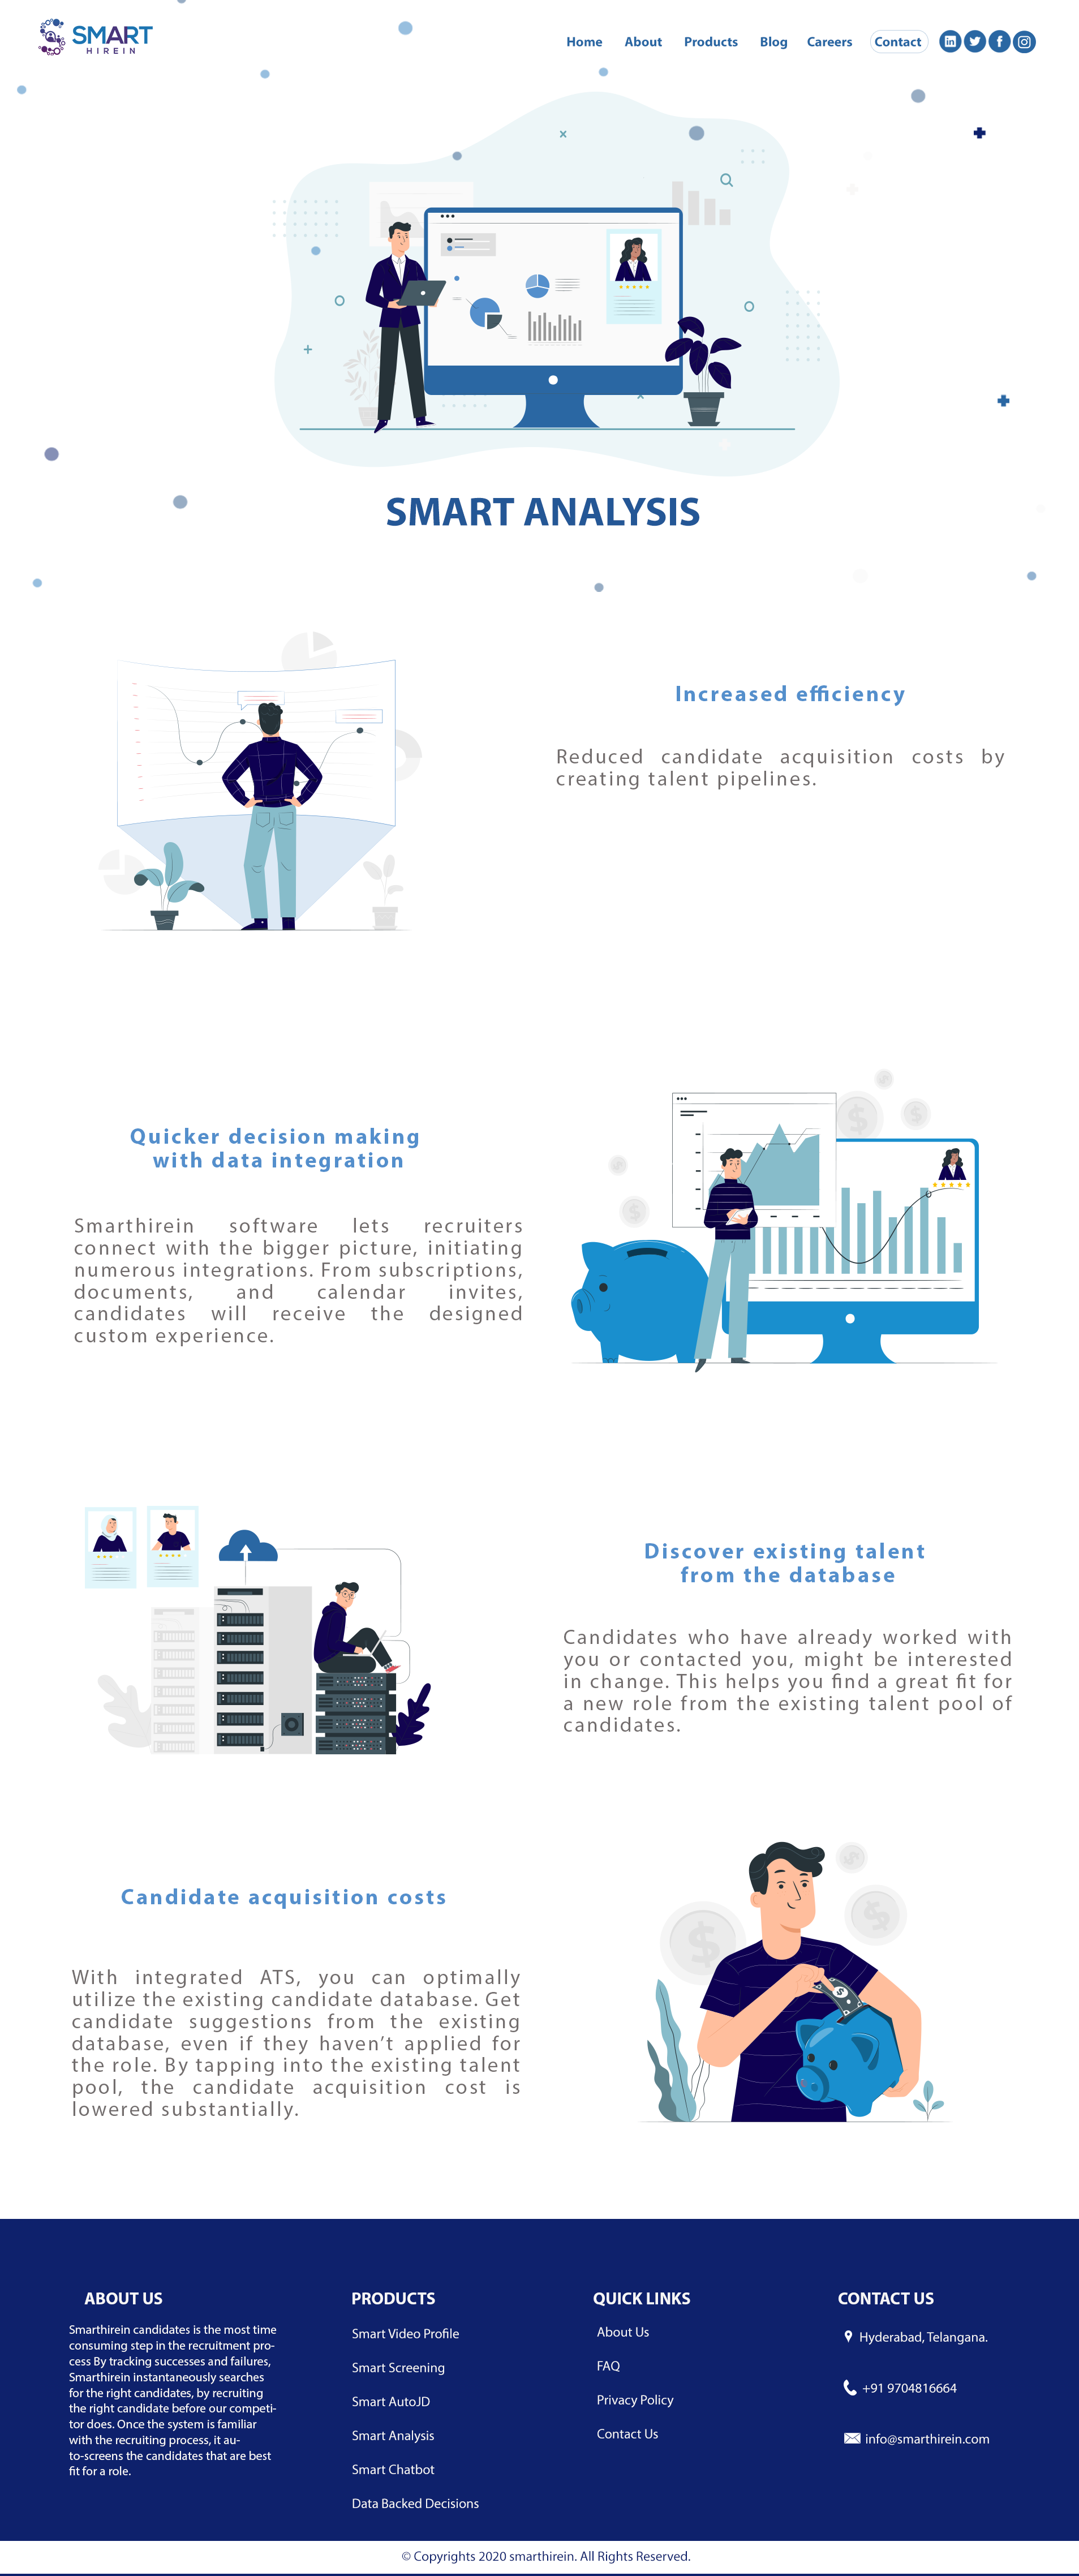 SMART
HIREIN
Home About Products Blog Careers Contact
SMART ANALYSIS
Increased efficiency
Reduced candidate acquisition costs by
creating talent pipelines.
Quicker decision making
with data integration
Smarthirein software lets recruiters
connect with the bigger picture, initiating
numerous integrations. From subscriptions,
documents, and calendar invites,
candidates will receive the designed
custom experience.
Discover existing talent
from the database
Candidates who have already worked with
you or contacted you, might be interested
in change. This helps you find a great fit for
a new role from the existing talent pool of
candidates.
Candidate acquisition costs
With integrated ATS, you can optimally
utilize the existing candidate database. Get
candidate suggestions from the existing
database, even if they haven’t applied for
the role. By tapping into the existing talent
pool, the candidate acquisition cost is
lowered substantially.
ABOUT US
Smarthirein candidates is the most time
consuming step in the recruitment pro-
cess By tracking successes and failures,
Smarthirein instantaneously searches
for the right candidates, by recruiting
the right candidate before our competi-
tor does. Once the system is familiar
with the recruiting process, it au-
to-screens the candidates that are best
fit for a role.
PRODUCTS
Smart Video Profile
Smart Screening
Smart AutoJD
Smart Analysis
Smart Chatbot
Data Backed Decisions
QUICK LINKS
About Us
FAQ
Privacy Policy
Contact Us
CONTACT US
Hyderabad, Telangana.
+91 9704816664
info@smarthirein.com
© Copyrights 2020 smarthirein. All Rights Reserved.